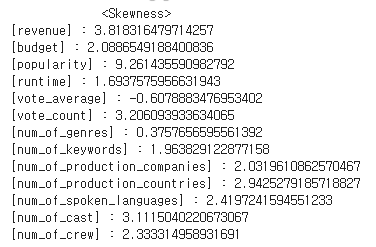 <Skewness>
[revenue] : 3.818316479714257
[budget] : 2.0886549188400836
[popularity] : 9.261435590982792
[runtime] : 1.6937575956631943
[vote_average] : -0.6078883476953402
[vote_count] : 3.206093933634065
[num_of_genres] : 0.3757656595561392
[num_of_keywords] : 1.963829122877158
[num_of_production_companies] : 2.0319610862570467
[num_of_production_countries] : 2.9425279185718827
[num_of_spoken_languages] : 2.4197241594551233
[num_of_cast] : 3.1115040220673067
[num_of_crew] : 2.333314958931691